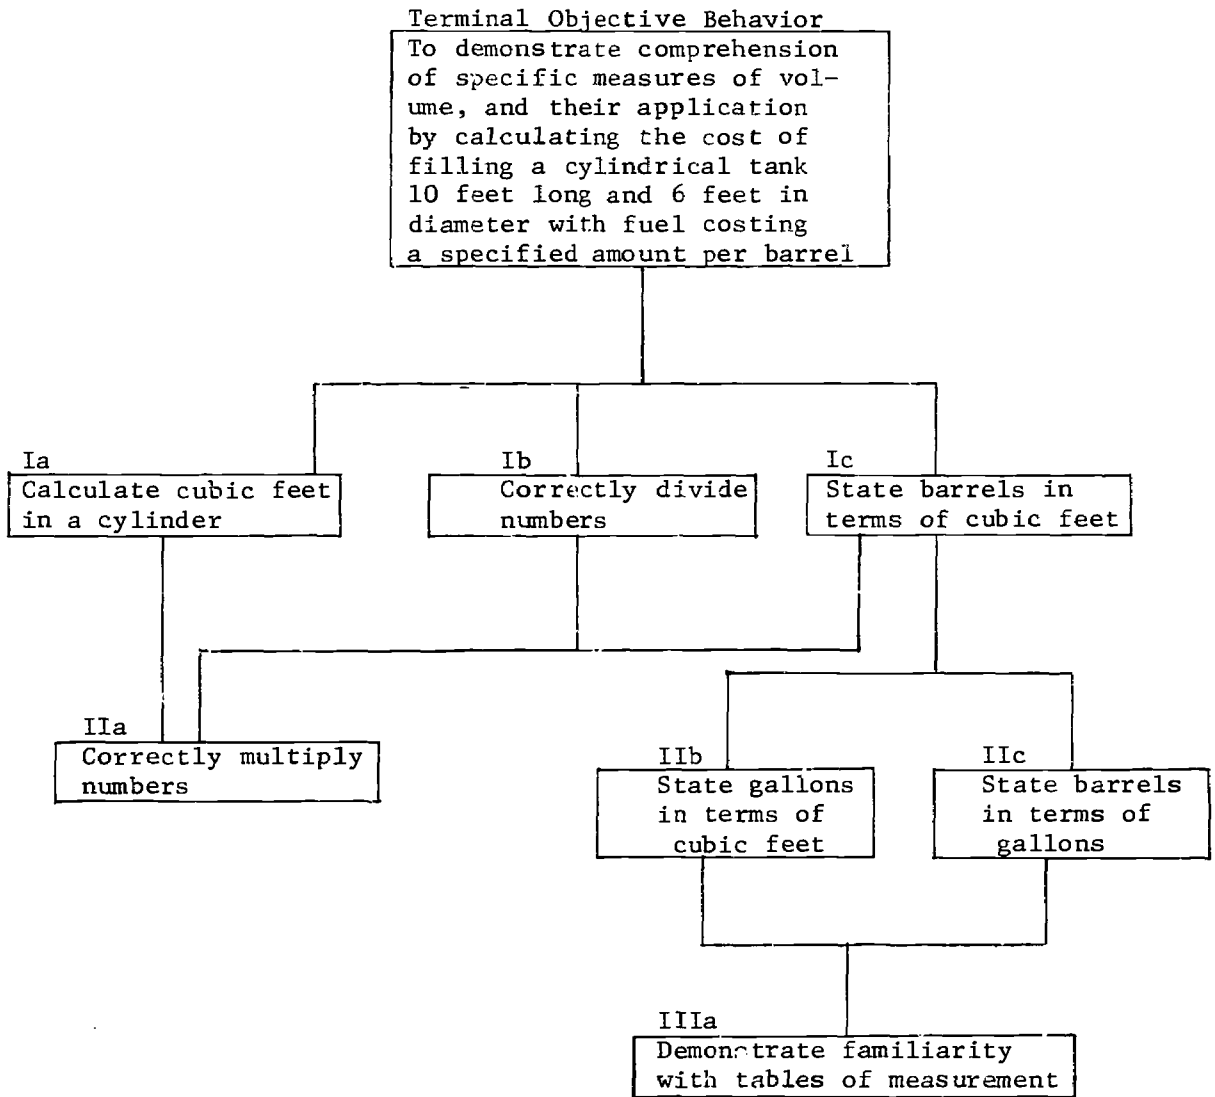 Terminal Objective Behavior
To demonstrate comprehension
of specific measures of vol-
ume, and their application
by calculating the cost of
filling a cylindrical tank
10 feet long and 6 feet in
diameter with fuel costing
a specified amount per barrel
Ia
Calculate cubic feet
in a cylinder
Ib
Correctly divide
numbers
Ic
State barrels in
terms of cubic feet
IIa
Correctly multiply
numbers
IIb
State gallons
in terms of
cubic feet
IIc
State barrels
in terms of
gallons
IIIa
Demonstrate familiarity
with tables of measurement